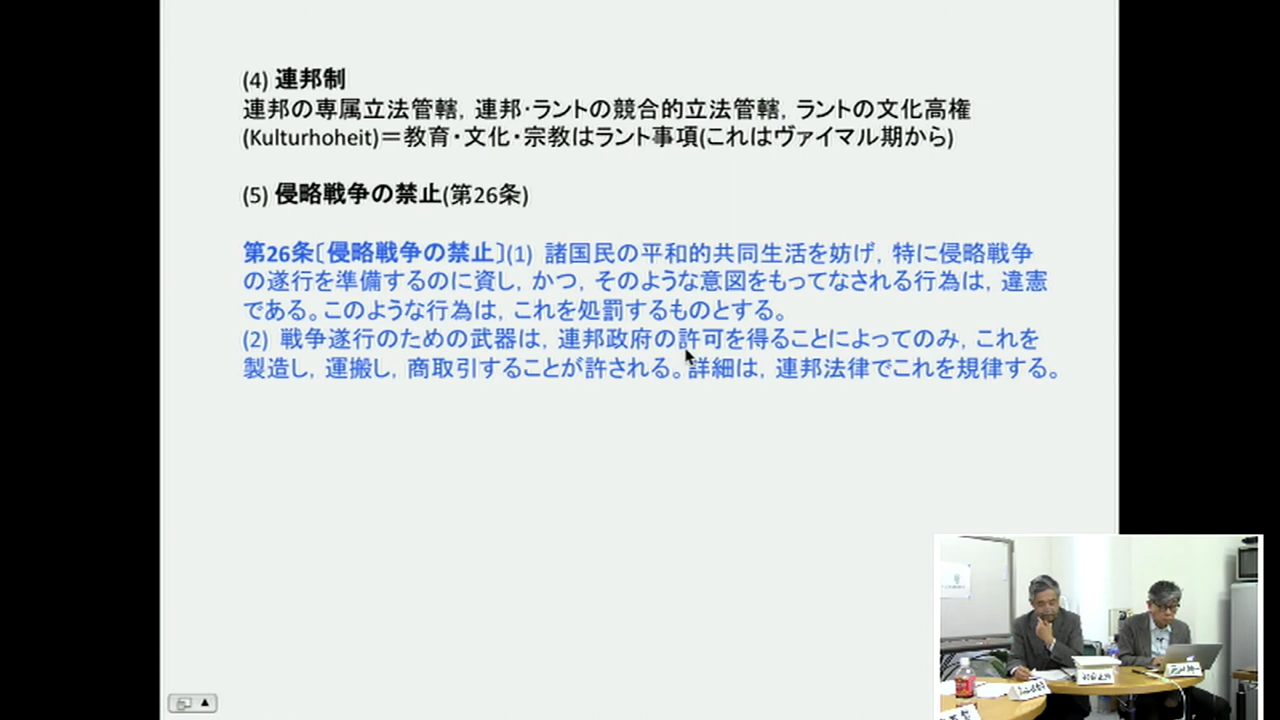 (4) 連邦制
連邦の専属立法管轄，連邦･ラントの競合的立法管轄，ラントの文化高権
(Kulturhoheit)＝教育・文化・宗教はラント事項(これはヴァイマル期から)
(5) 侵略戦争の禁止(第26条)
第26条〔侵略戦争の禁止〕(1) 諸国民の平和的共同生活を妨げ，特に侵略戦争
の遂行を準備するのに資し，かつ，そのような意図をもってなされる行為は，違憲
である。このような行為は，これを処罰するものとする。
(2) 戦争遂行のための武器は，連邦政府の許可を得ることによってのみ，これを
製造し，運搬し，商取引することが許される。詳細は，連邦法律でこれを規律する。